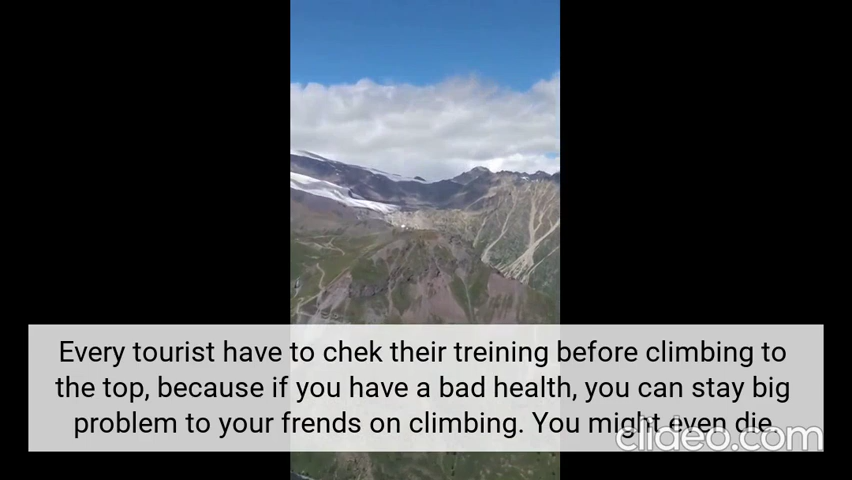 Every tourist have to chek their treining before climbing to
the top, because if you have a bad health, you can stay big
problem to your frends on climbing. You might even die.
clideo.com